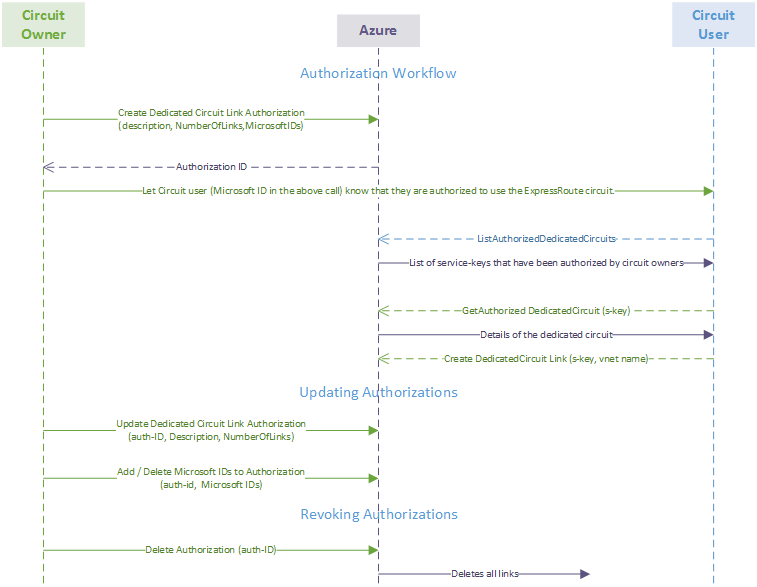 Circuit
Owner
Azure
Circuit
User
Authorization Workflow
Create Dedicated Circuit Link Authorization
(description, NumberOfLinks,MicrosoftIDs)
Authorization ID
Let Circuit user (Microsoft ID in the above call) know that they are authorized to use the ExpressRoute circuit.
ListAuthorizedDedicatedCircuits
List of service-keys that have been authorized by circuit owners
GetAuthorized DedicatedCircuit (s-key)
Details of the dedicated circuit
Create DedicatedCircuit Link (s-key, vnet name)
Updating Authorizations
Update Dedicated Circuit Link Authorization
(auth-ID, Description, NumberOfLinks)
Add / Delete Microsoft IDs to Authorization
(auth-id, Microsoft IDs)
Revoking Authorizations
Delete Authorization (auth-ID)
Deletes all links